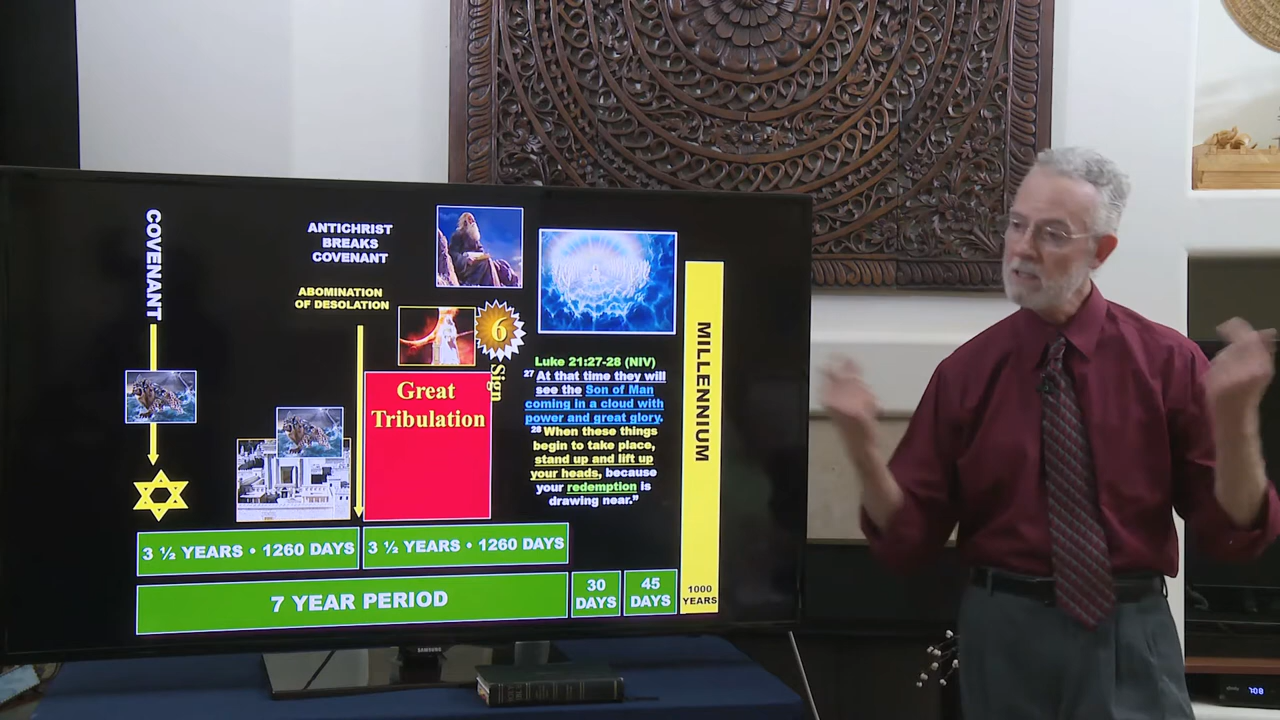 COVENANT
ANTICHRIST
BREAKS
COVENANT
ABOMINATION
OF DESOLATION
6
Sign
Great
Tribulation
Luke 21:27-28 (NIV)
27 At that time they will
see the Son of Man
coming in a cloud with
power and great glory.
28 When these things
begin to take place,
stand up and lift up
your heads, because
your redemption is
drawing near.”
MILLENNIUM
1000
YEARS
3 ½ YEARS • 1260 DAYS
3 ½ YEARS • 1260 DAYS
7 YEAR PERIOD
30
DAYS
45
DAYS
SAMSUNG
708